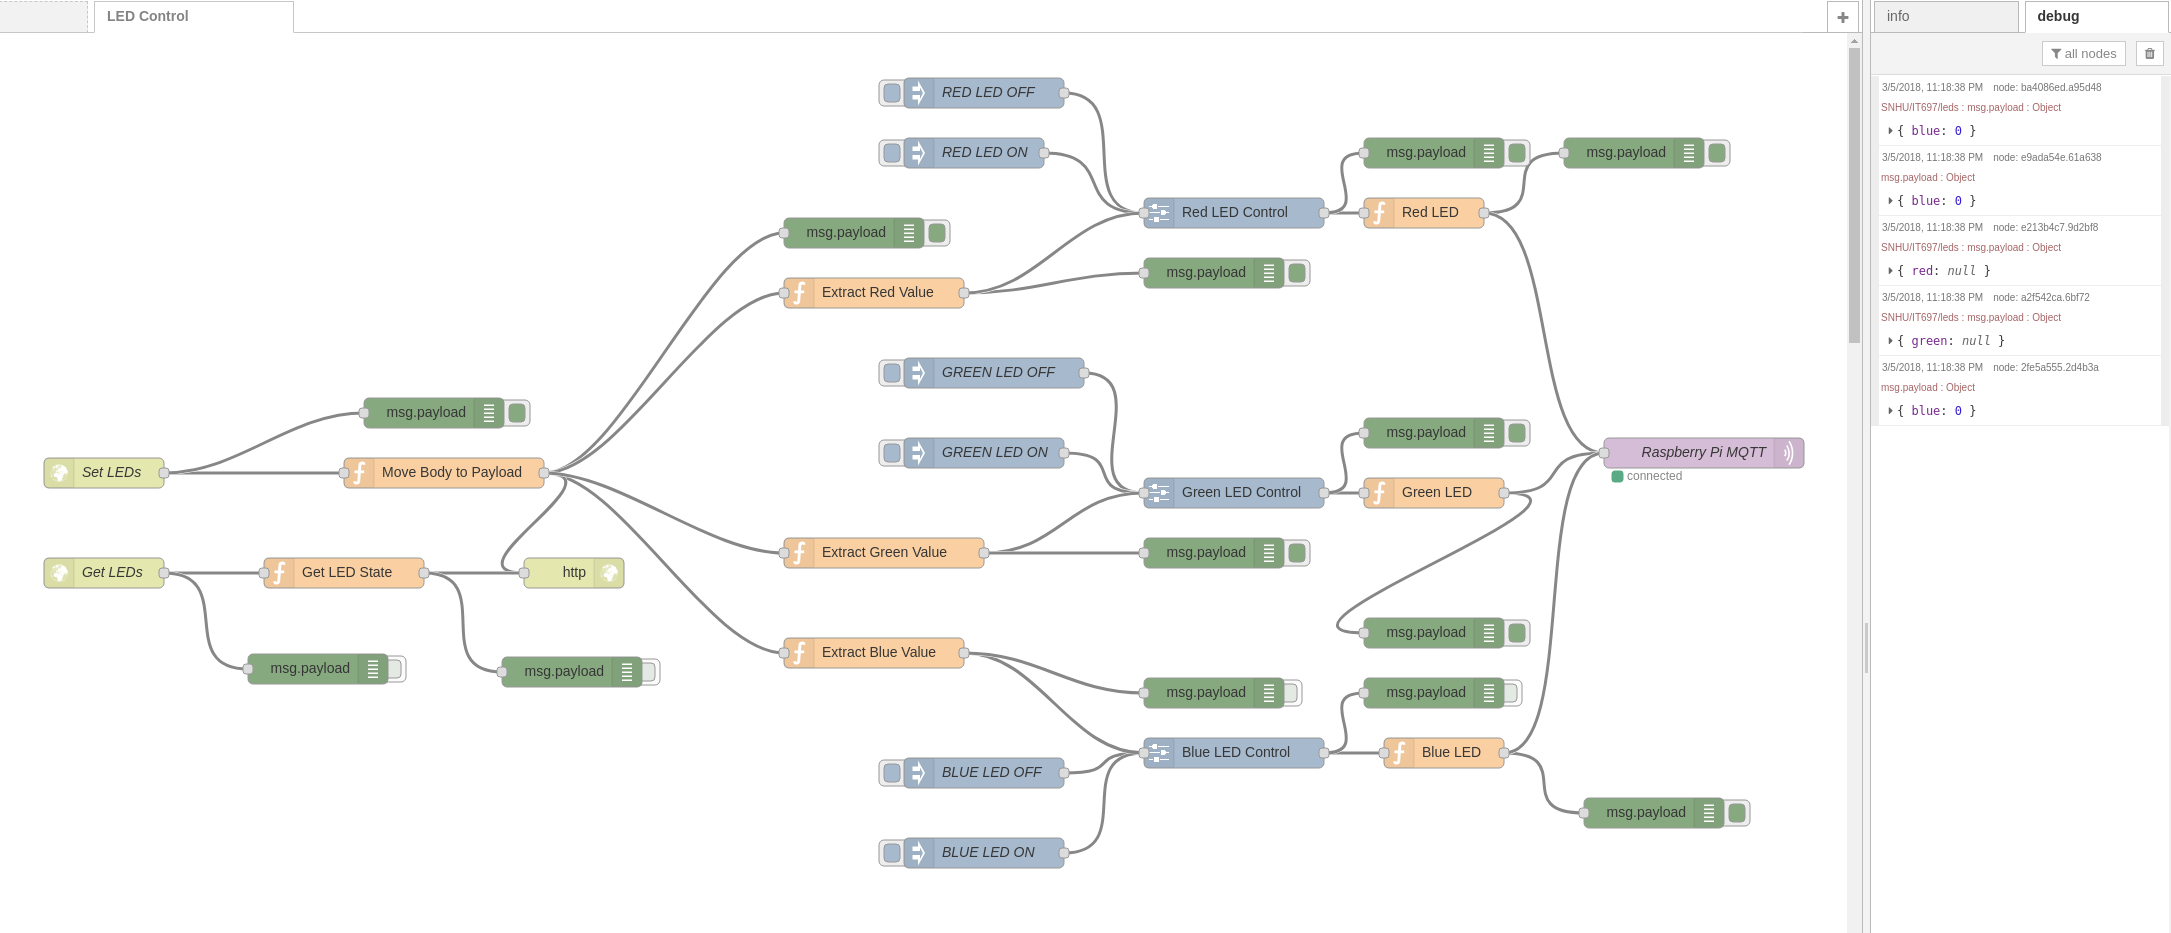 LED Control
info
debug
all nodes
RED LED OFF
RED LED ON
msg.payload
msg.payload
Red LED Control
Red LED
msg.payload
msg.payload
Extract Red Value
GREEN LED OFF
msg.payload
msg.payload
GREEN LED ON
Raspberry Pi MQTT
connected
Set LEDs
Move Body to Payload
Green LED Control
Green LED
Extract Green Value
msg.payload
Get LEDs
Get LED State
http
msg.payload
Extract Blue Value
msg.payload
msg.payload
msg.payload
msg.payload
Blue LED Control
Blue LED
BLUE LED OFF
msg.payload
BLUE LED ON
3/5/2018, 11:18:38 PM node: ba4086ed.a95d48
SNHU/IT697/leds : msg.payload : Object
{ blue: 0 }
3/5/2018, 11:18:38 PM node: e9ada54e.61a638
msg.payload : Object
{ blue: 0 }
3/5/2018, 11:18:38 PM node: e213b4c7.9d2bf8
SNHU/IT697/leds : msg.payload : Object
{ red: null }
3/5/2018, 11:18:38 PM node: a2f542ca.6bf72
SNHU/IT697/leds : msg.payload : Object
{ green: null }
3/5/2018, 11:18:38 PM node: 2fe5a555.2d4b3a
msg.payload : Object
{ blue: 0 }